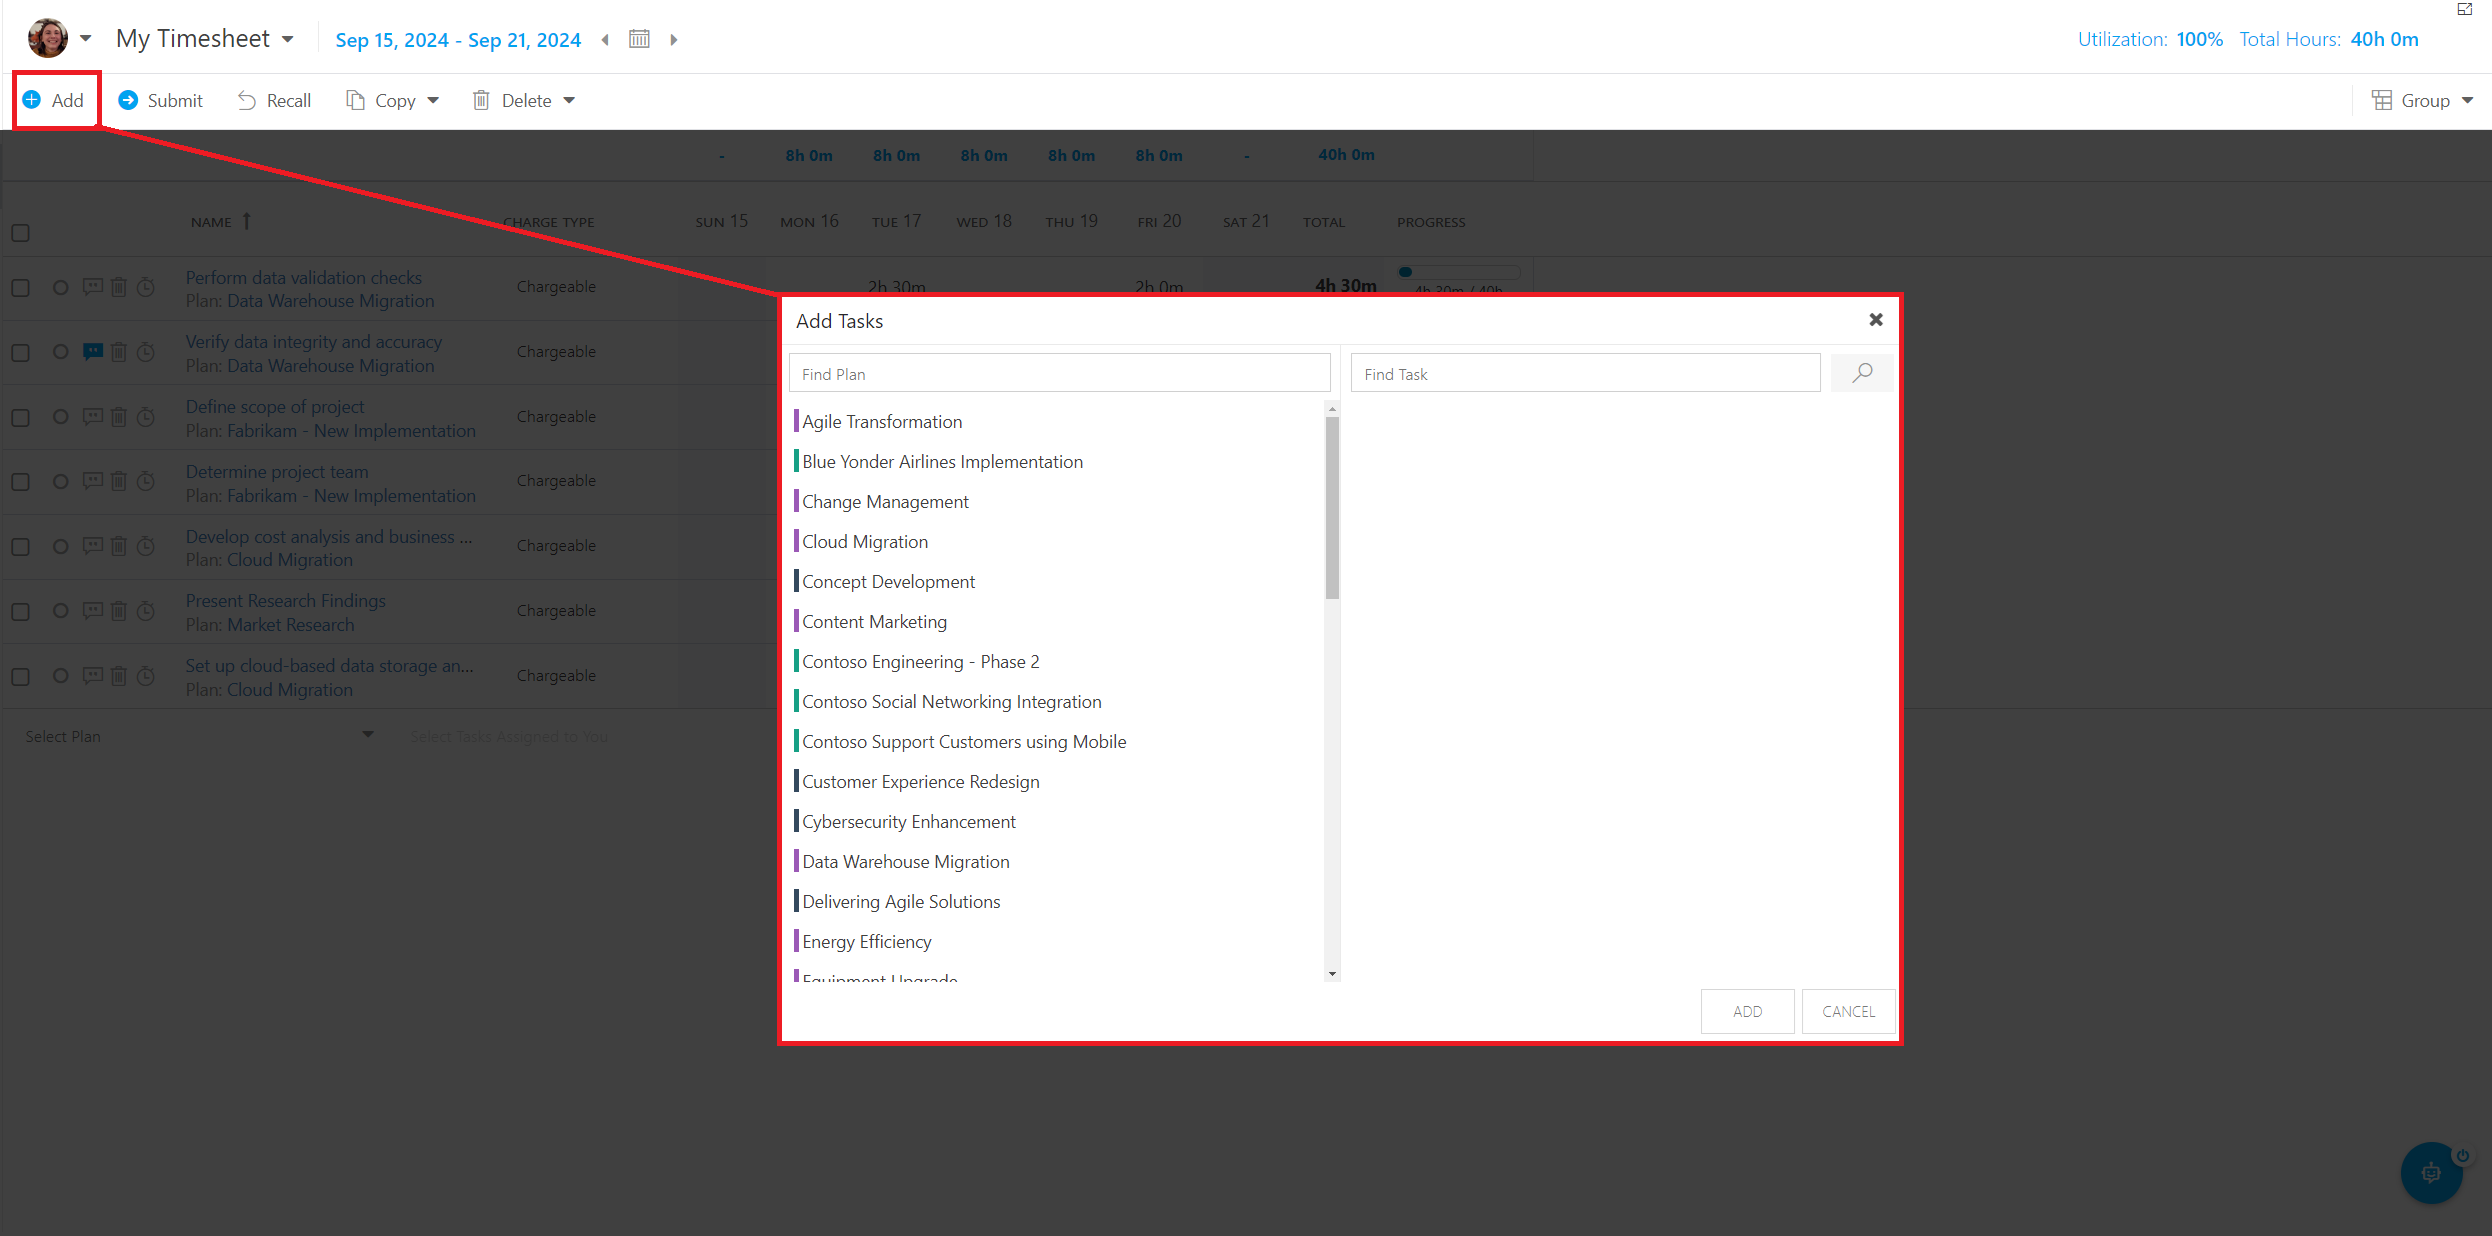 My Timesheet
Sep 15, 2024 - Sep 21, 2024
Utilization: 100% Total Hours: 40h 0m
Add Submit Recall Copy Delete Group
- 8h 0m 8h 0m 8h 0m 8h 0m 8h 0m - 40h 0m
NAME CHARGE TYPE SUN 15 MON 16 TUE 17 WED 18 THU 19 FRI 20 SAT 21 TOTAL PROGRESS
Perform data validation checks
Plan: Data Warehouse Migration
Chargeable 2h 30m 2h 0m 4h 30m 4h 30m / 40h
Verify data integrity and accuracy
Plan: Data Warehouse Migration
Chargeable
Define scope of project
Plan: Fabrikam - New Implementation
Chargeable
Determine project team
Plan: Fabrikam - New Implementation
Chargeable
Develop cost analysis and business ...
Plan: Cloud Migration
Chargeable
Present Research Findings
Plan: Market Research
Chargeable
Set up cloud-based data storage an...
Plan: Cloud Migration
Chargeable
Select Plan Select Tasks Assigned to You
Add Tasks
Find Plan Find Task
Agile Transformation
Blue Yonder Airlines Implementation
Change Management
Cloud Migration
Concept Development
Content Marketing
Contoso Engineering - Phase 2
Contoso Social Networking Integration
Contoso Support Customers using Mobile
Customer Experience Redesign
Cybersecurity Enhancement
Data Warehouse Migration
Delivering Agile Solutions
Energy Efficiency
Equipment Upgrade
ADD CANCEL